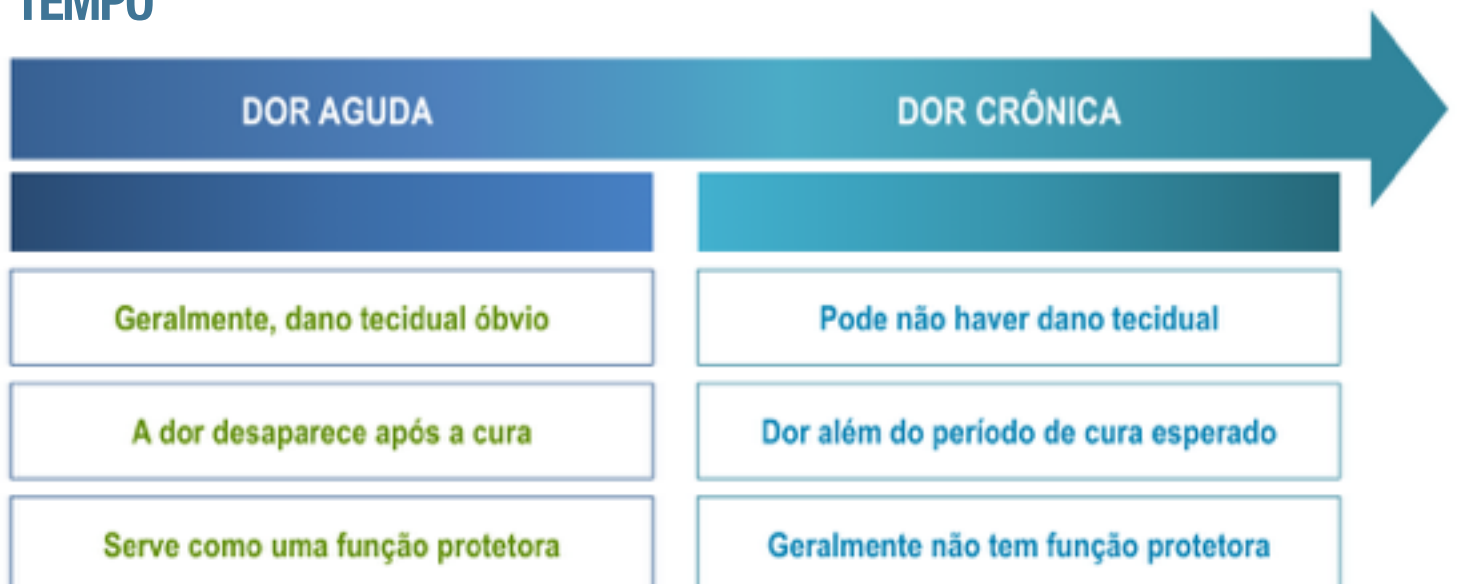 TEMPO
DOR AGUDA
DOR CRÔNICA
Geralmente, dano tecidual óbvio
Pode não haver dano tecidual
A dor desaparece após a cura
Dor além do período de cura esperado
Serve como uma função protetora
Geralmente não tem função protetora